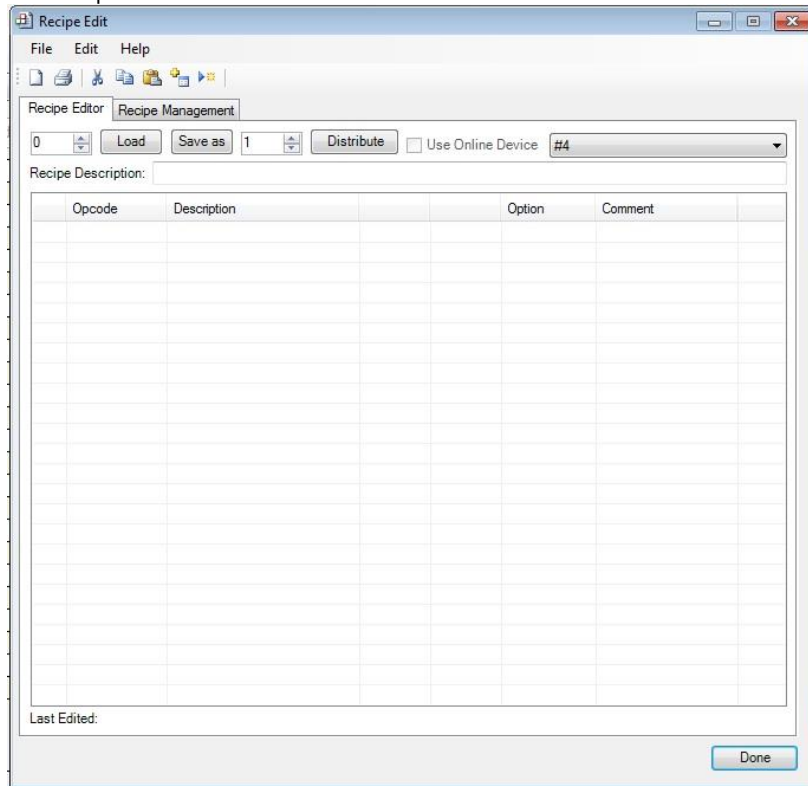 Recipe Edit
File Edit Help
Recipe Editor Recipe Management
0 Load Save as 1 Distribute Use Online Device #4
Recipe Description:
Opcode Description Option Comment
Last Edited:
Done